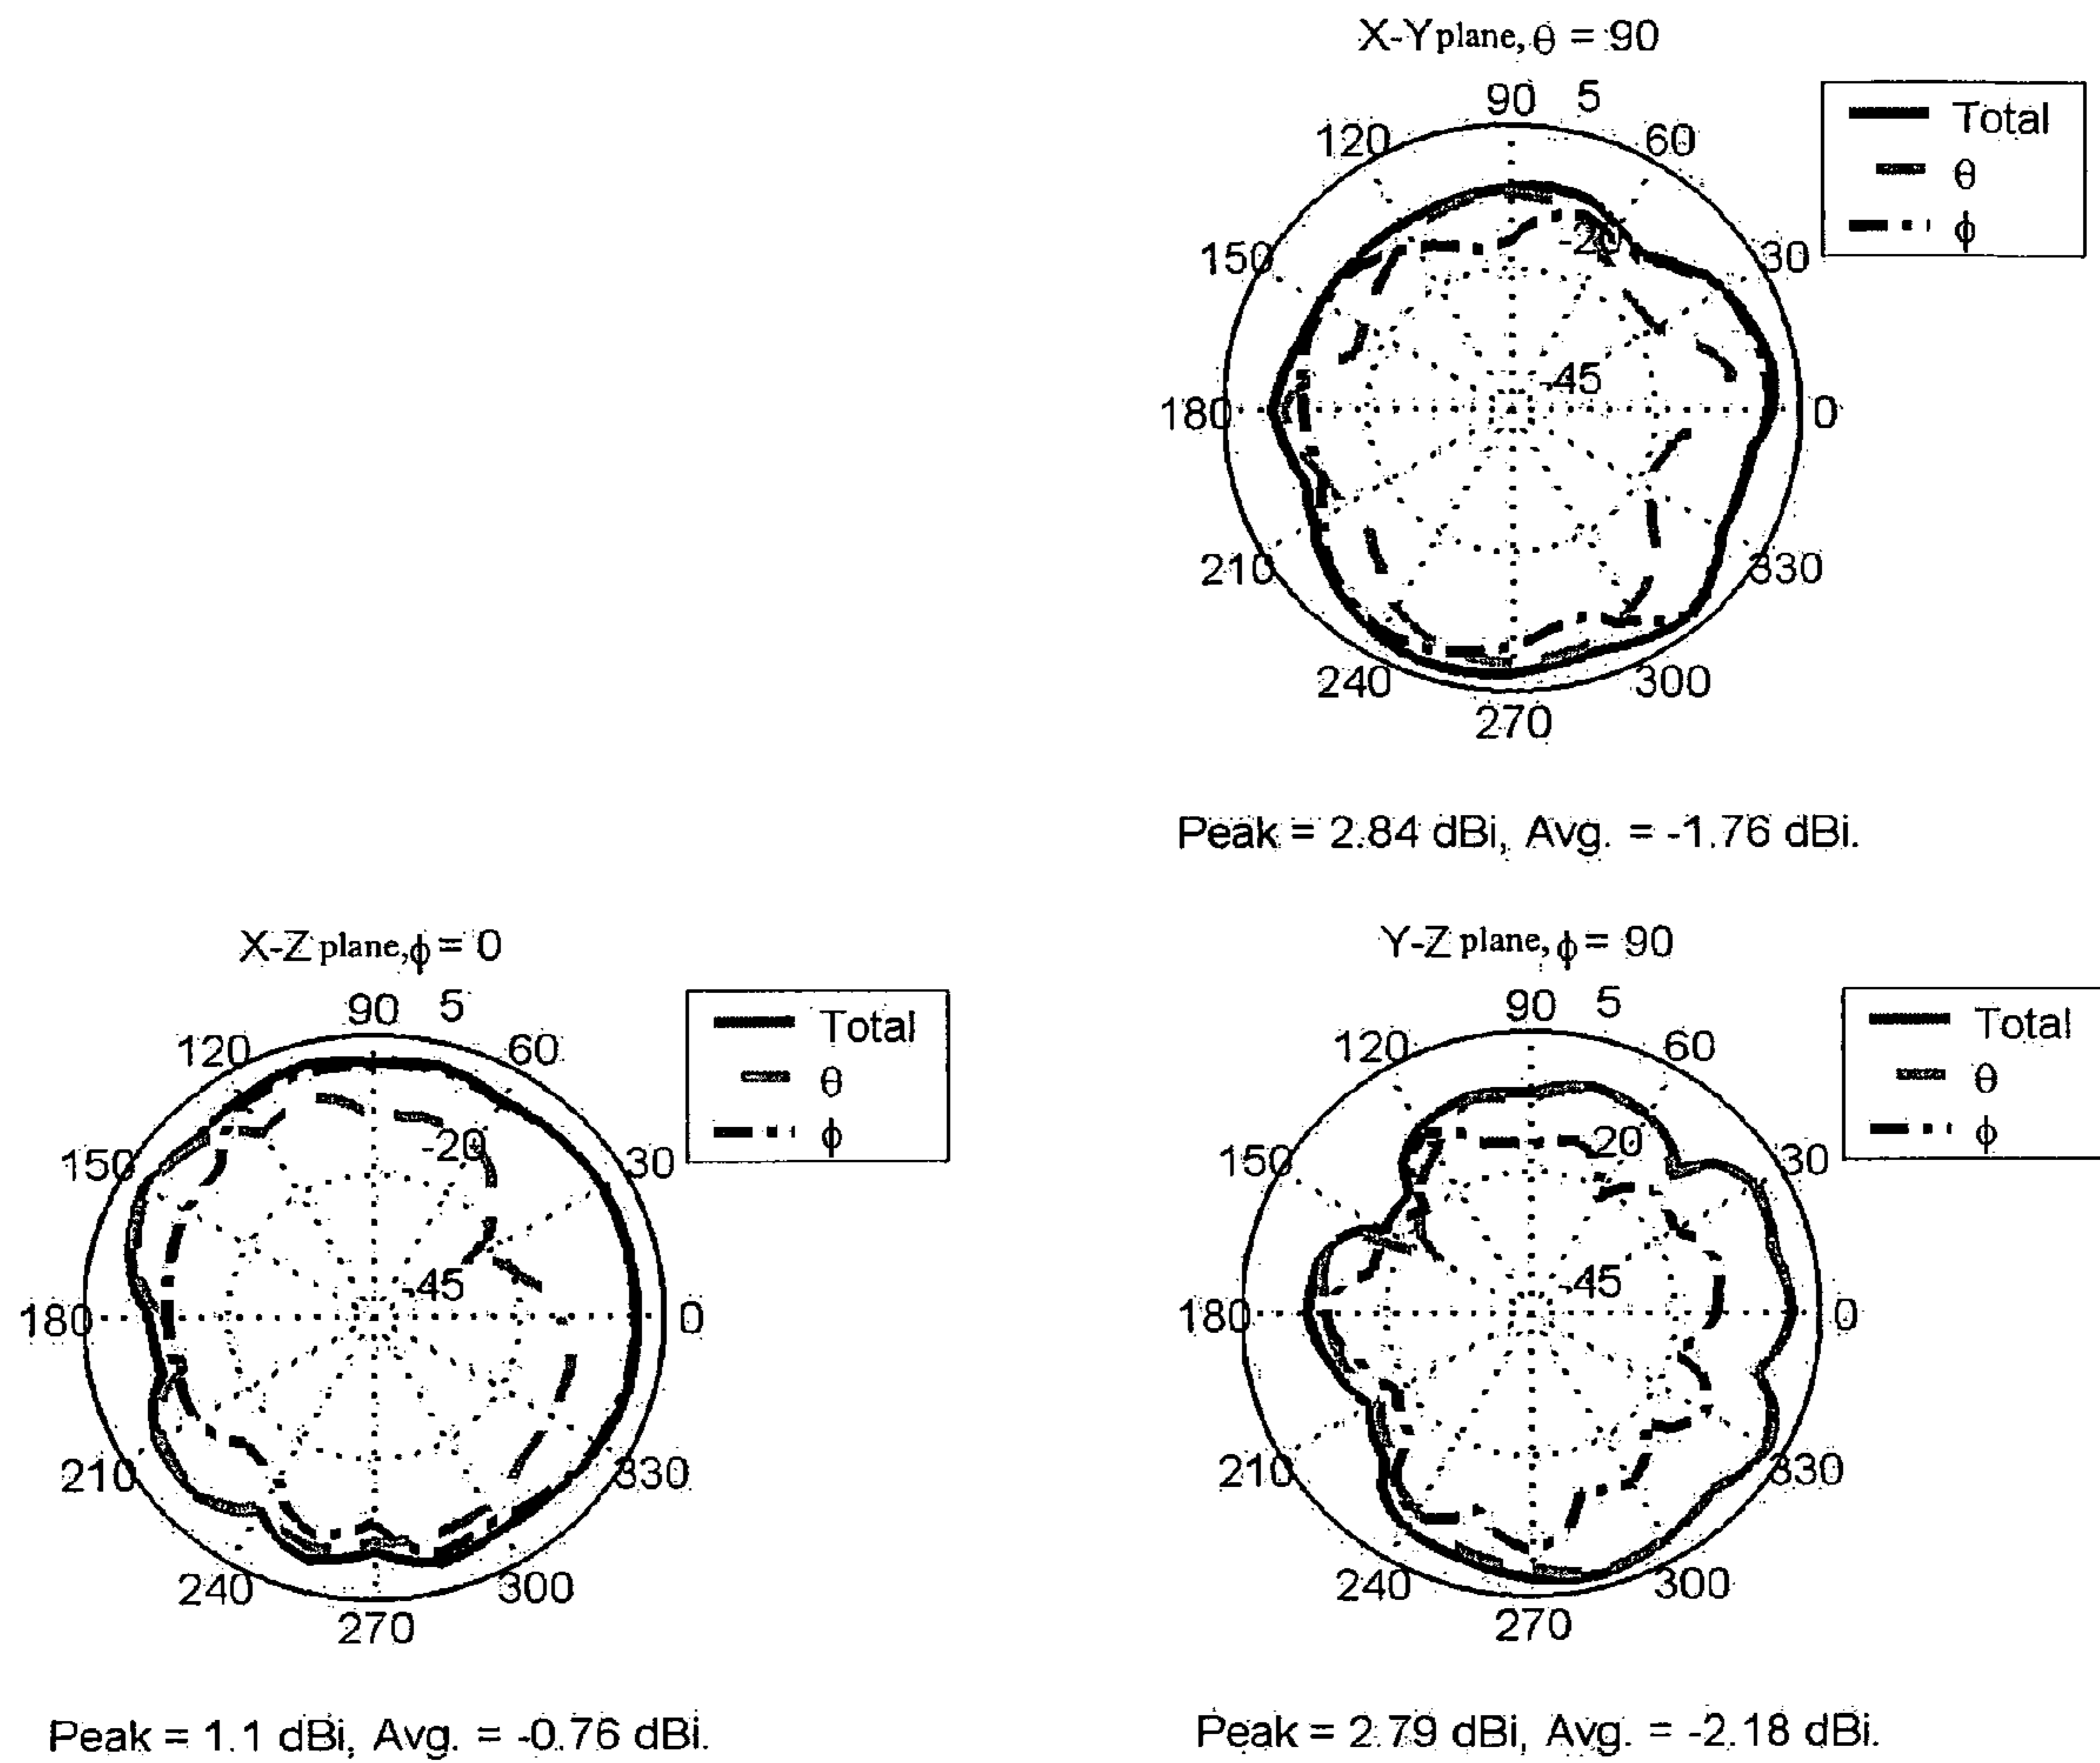 X-Y plane, θ = 90
90 5
120 60
Total
θ
ϕ
-20
150 30
-45
180 0
210 330
240 300
270
Peak = 2.84 dBi, Avg. = -1.76 dBi.
X-Z plane, ϕ = 0
90 5
120 60
Total
θ
ϕ
-20
150 30
-45
180 0
210 330
240 300
270
Peak = 1.1 dBi, Avg. = -0.76 dBi.
Y-Z plane, ϕ = 90
90 5
120 60
Total
θ
ϕ
-20
150 30
-45
180 0
210 330
240 300
270
Peak = 2.79 dBi, Avg. = -2.18 dBi.